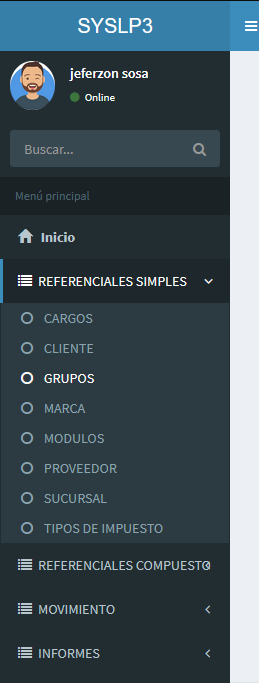 SYSLP3
jeferzon sosa
Online
Buscar...
Menú principal
Inicio
REFERENCIALES SIMPLES
CARGOS
CLIENTE
GRUPOS
MARCA
MODULOS
PROVEEDOR
SUCURSAL
TIPOS DE IMPUESTO
REFERENCIALES COMPUESTO
MOVIMIENTO
INFORMES